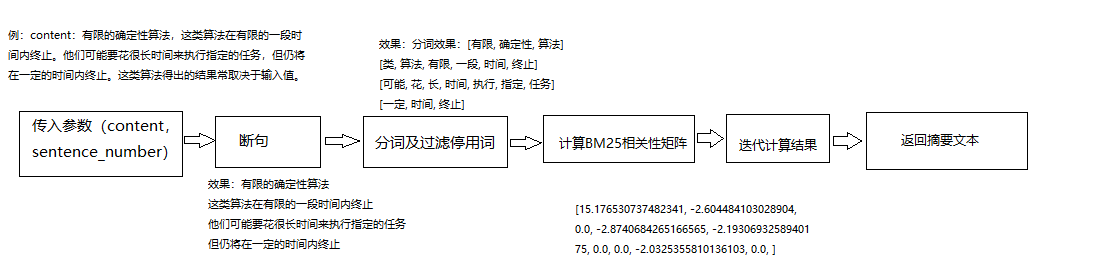 例：content：有限的确定性算法，这类算法在有限的一段时
间内终止。他们可能要花很长时间来执行指定的任务，但仍将
在一定的时间内终止。这类算法得出的结果常取决于输入值。
效果：分词效果：[有限, 确定性, 算法]
[类, 算法, 有限, 一段, 时间, 终止]
[可能, 花, 长, 时间, 执行, 指定, 任务]
[一定, 时间, 终止]
传入参数（content，
sentence_number）
断句
分词及过滤停用词
计算BM25相关性矩阵
迭代计算结果
返回摘要文本
效果：有限的确定性算法
这类算法在有限的一段时间内终止
他们可能要花很长时间来执行指定的任务
但仍将在一定的时间内终止
[15.176530737482341, -2.604484103028904,
0.0, -2.8740684265166565, -2.19306932589401
75, 0.0, 0.0, -2.0325355810136103, 0.0, ]